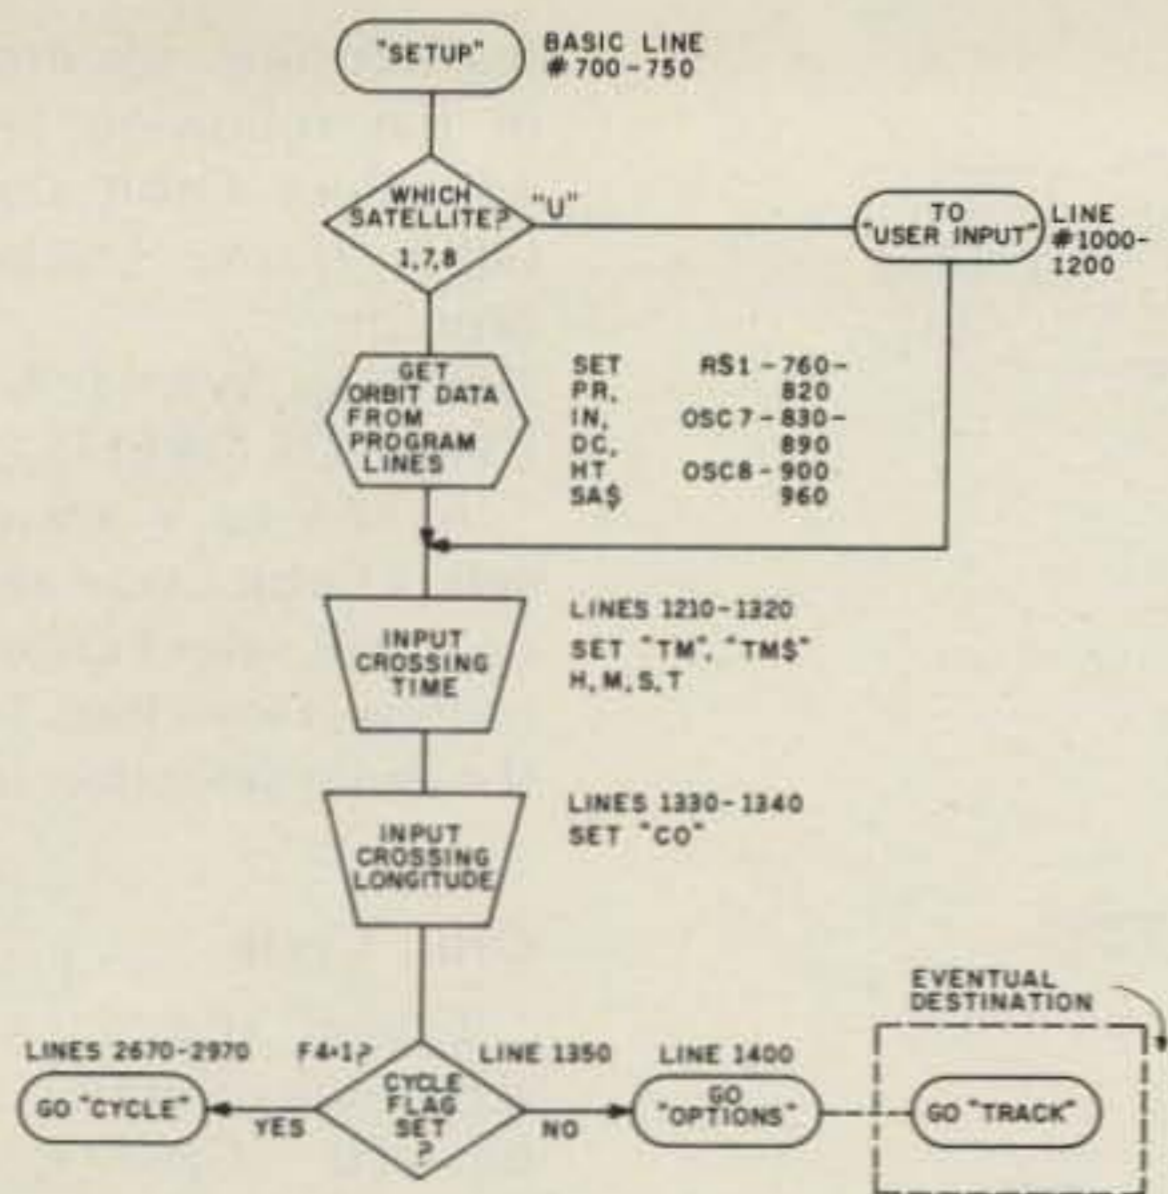 "SETUP"
BASIC LINE
#700-750
WHICH
SATELLITE?
1,7,8
"U"
TO
"USER INPUT"
LINE
#1000-
1200
GET
ORBIT DATA
FROM
PROGRAM
LINES
SET RS1-760-
PR, 820
IN, OSC7-830-
DC, 890
HT OSC8-900
SA$ 960
INPUT
CROSSING
TIME
LINES 1210-1320
SET "TM", "TM$"
H,M,S,T
INPUT
CROSSING
LONGITUDE
LINES 1330-1340
SET "CO"
EVENTUAL
DESTINATION
LINES 2670-2970
F4=1?
LINE 1350
LINE 1400
GO "CYCLE"
YES
CYCLE
FLAG
SET
?
NO
GO
"OPTIONS"
GO "TRACK"